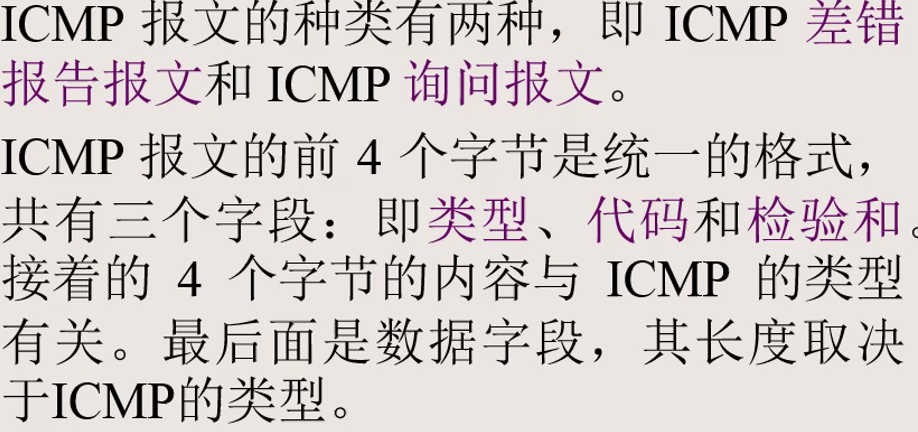 ICMP 报文的种类有两种，即 ICMP 差错
报告报文和 ICMP 询问报文。
ICMP 报文的前 4 个字节是统一的格式，
共有三个字段：即类型、代码和检验和。
接着的 4 个字节的内容与 ICMP 的类型
有关。最后面是数据字段，其长度取决
于ICMP的类型。